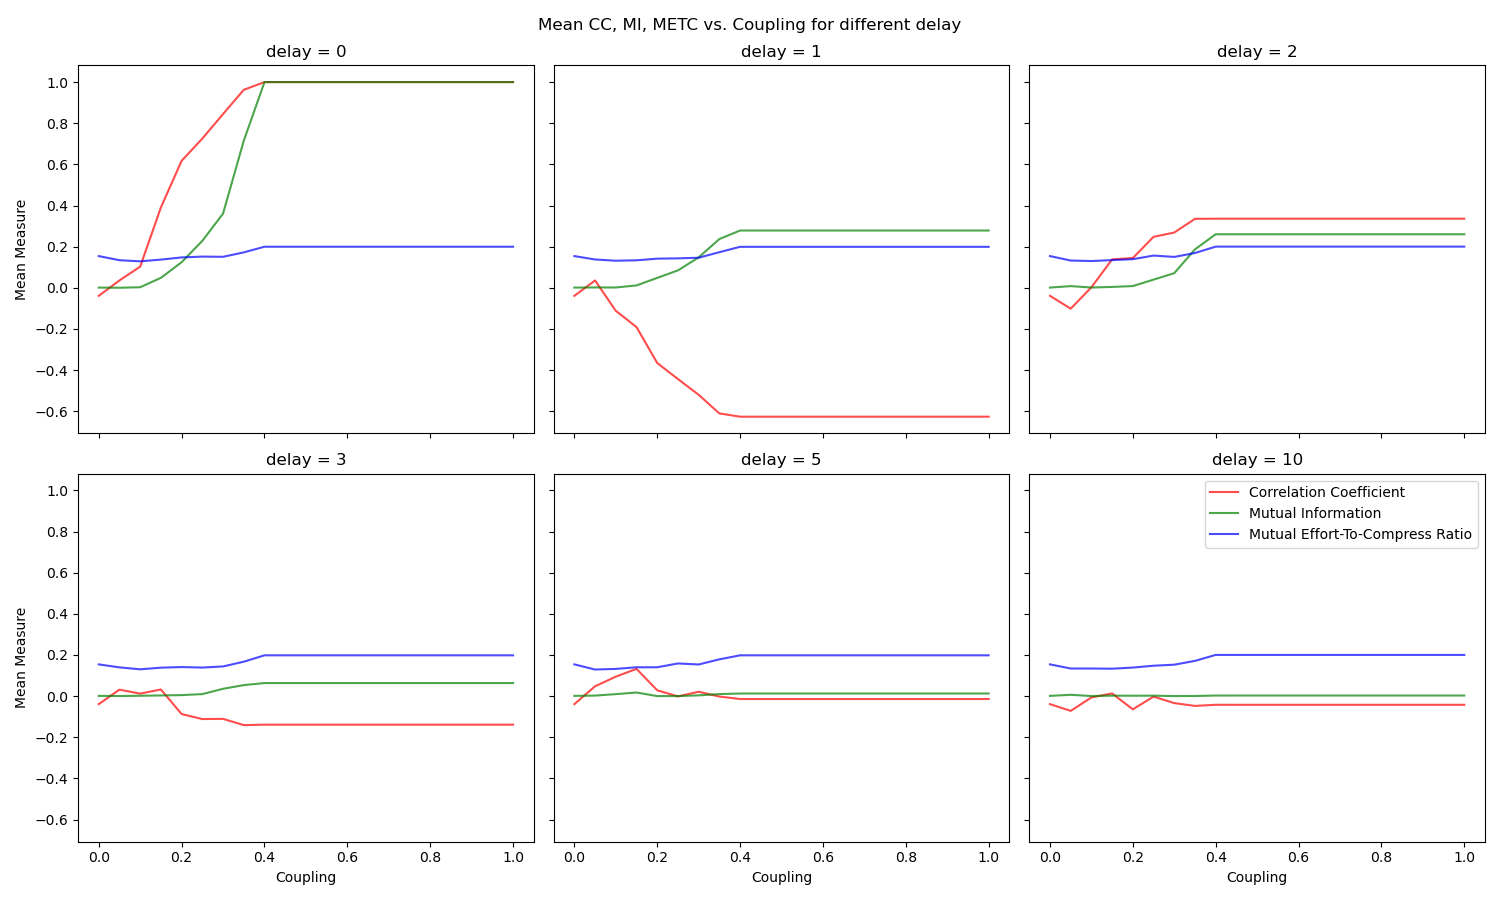 Mean CC, MI, METC vs. Coupling for different delay
delay = 0
delay = 1
delay = 2
1.0
0.8
0.6
0.4
0.2
0.0
−0.2
−0.4
−0.6
Mean Measure
delay = 3
delay = 5
delay = 10
1.0
0.8
0.6
0.4
0.2
0.0
−0.2
−0.4
−0.6
Mean Measure
Correlation Coefficient
Mutual Information
Mutual Effort-To-Compress Ratio
0.0 0.2 0.4 0.6 0.8 1.0
0.0 0.2 0.4 0.6 0.8 1.0
0.0 0.2 0.4 0.6 0.8 1.0
Coupling
Coupling
Coupling